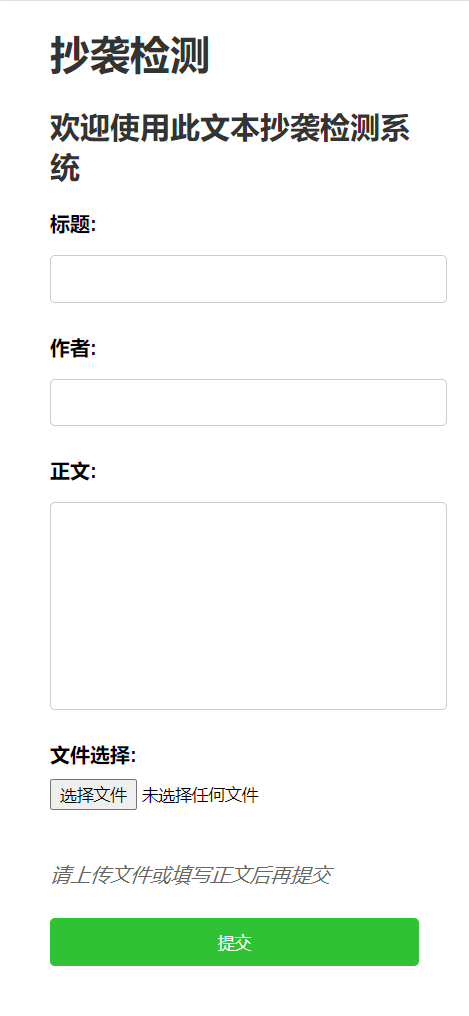 抄袭检测
欢迎使用此文本抄袭检测系
统
标题:
作者:
正文:
文件选择:
选择文件 未选择任何文件
请上传文件或填写正文后再提交
提交